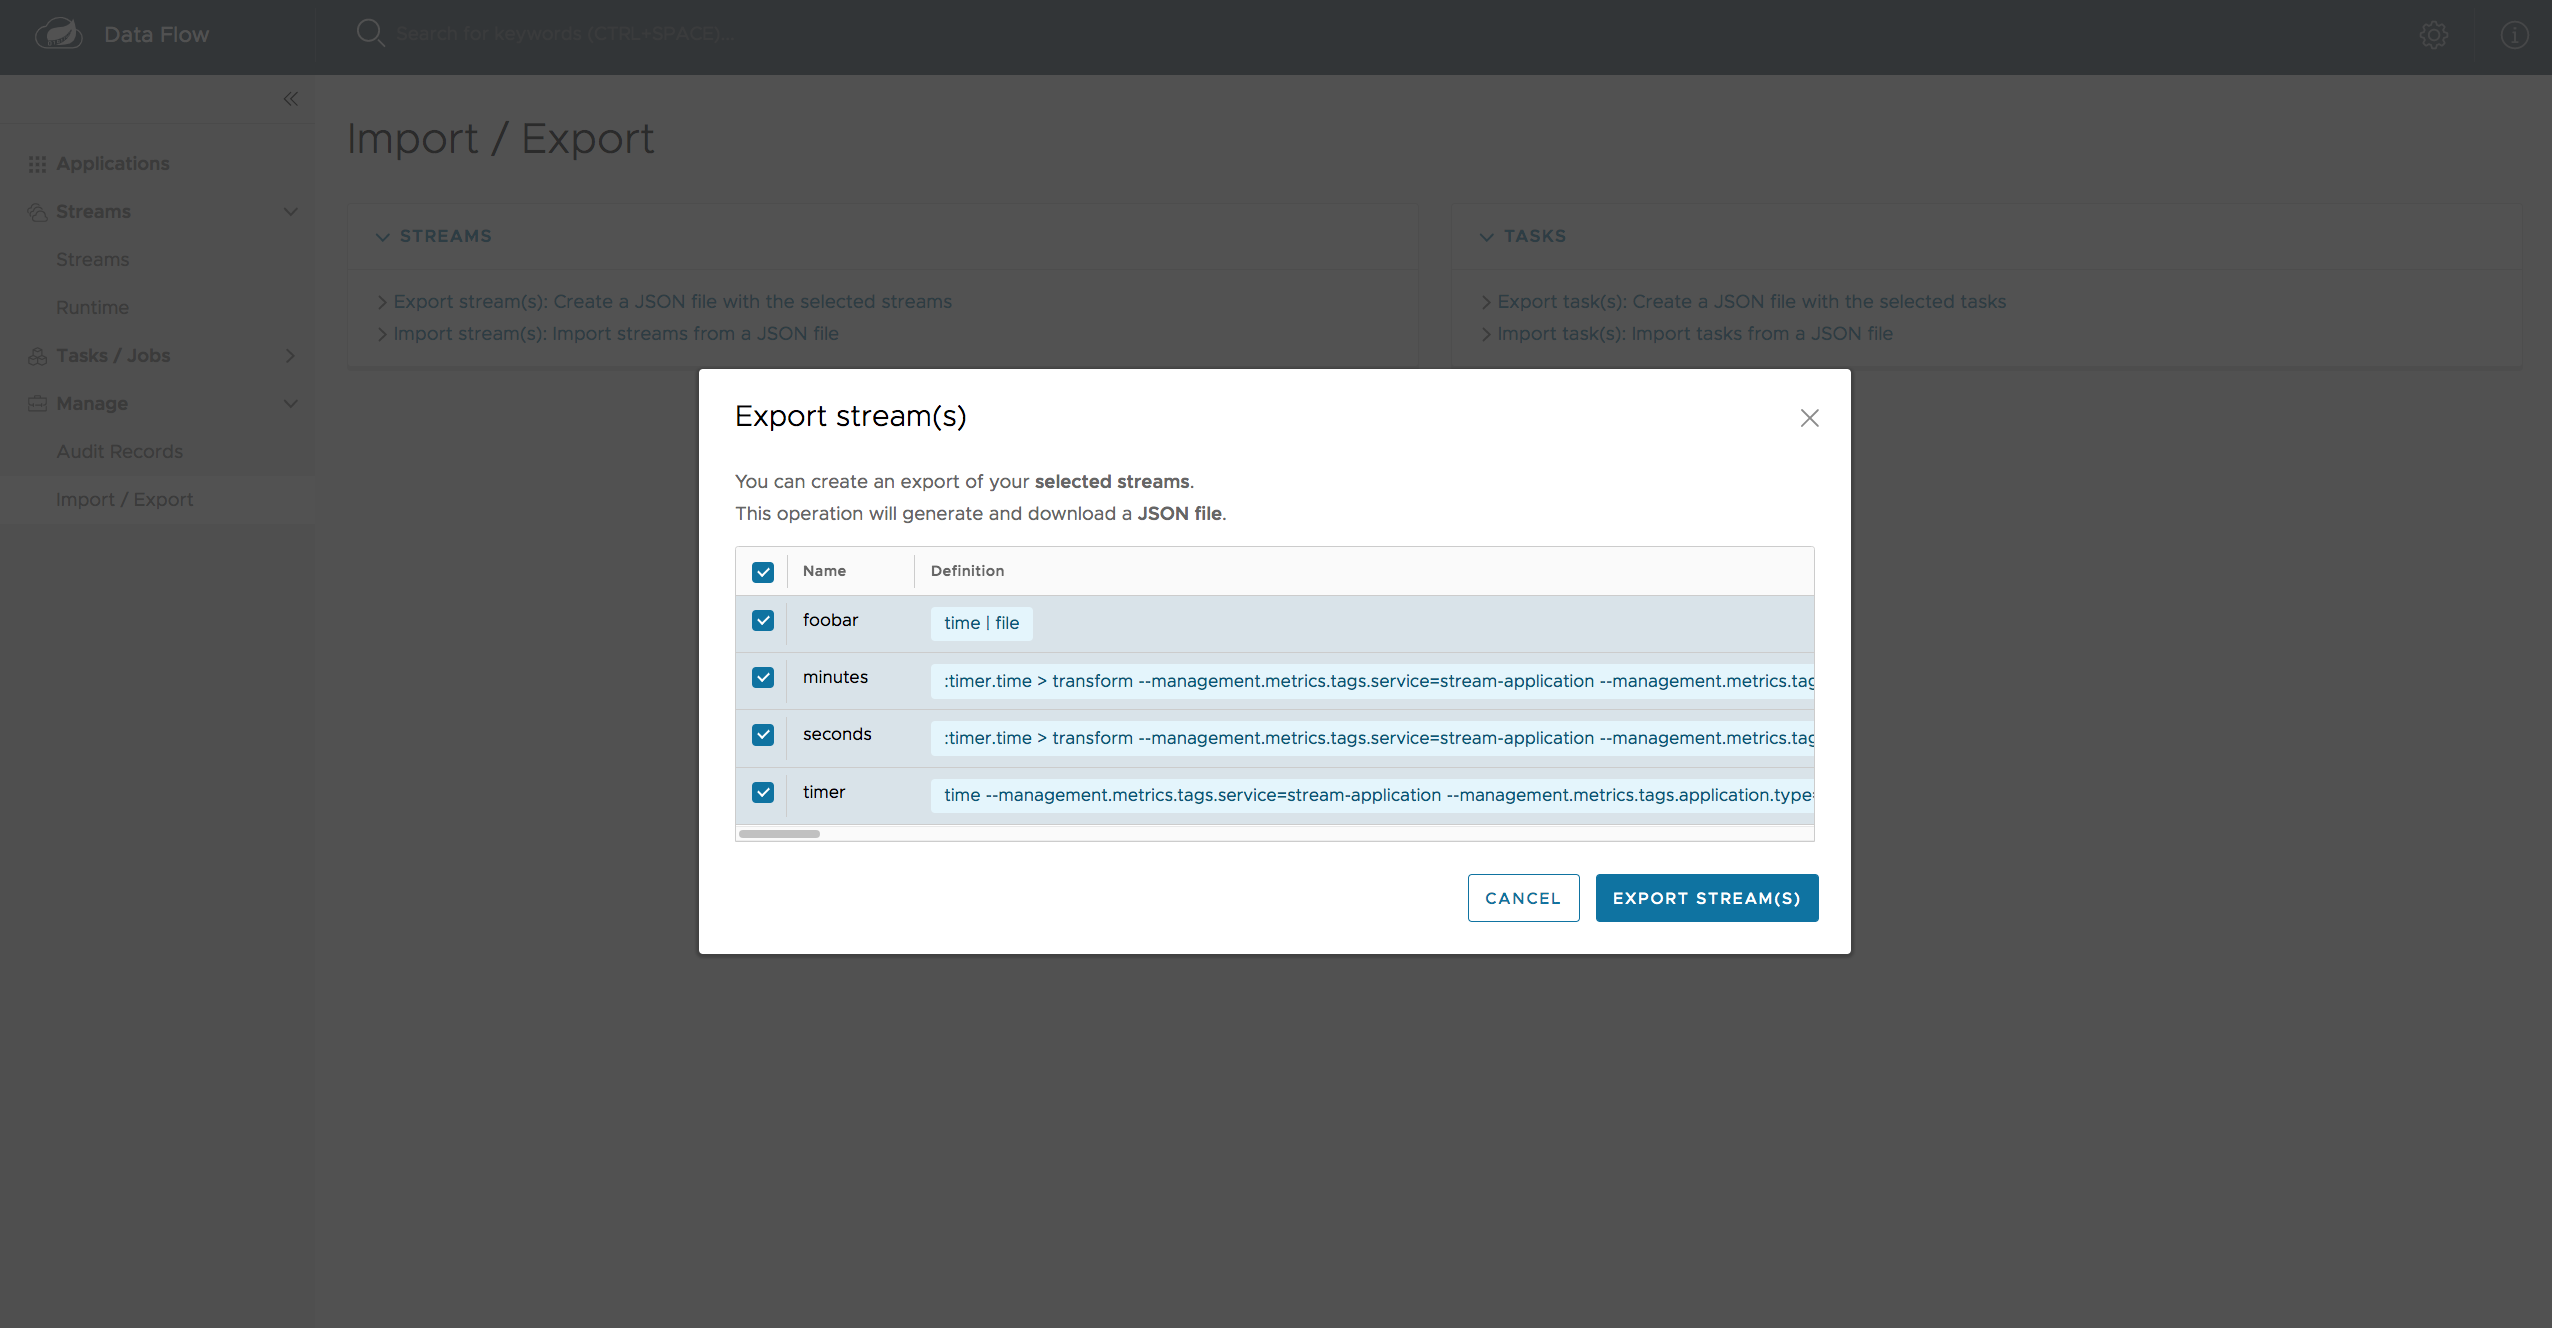 Data Flow
Search for keywords (CTRL+SPACE)...
Applications
Streams
Streams
Runtime
Tasks / Jobs
Manage
Audit Records
Import / Export
Import / Export
STREAMS
Export stream(s): Create a JSON file with the selected streams
Import stream(s): Import streams from a JSON file
TASKS
Export task(s): Create a JSON file with the selected tasks
Import task(s): Import tasks from a JSON file
Export stream(s)
You can create an export of your selected streams.
This operation will generate and download a JSON file.
Name Definition
foobar time | file
minutes :timer.time > transform --management.metrics.tags.service=stream-application --management.metrics.tag
seconds :timer.time > transform --management.metrics.tags.service=stream-application --management.metrics.tag
timer time --management.metrics.tags.service=stream-application --management.metrics.tags.application.type=
CANCEL EXPORT STREAM(S)